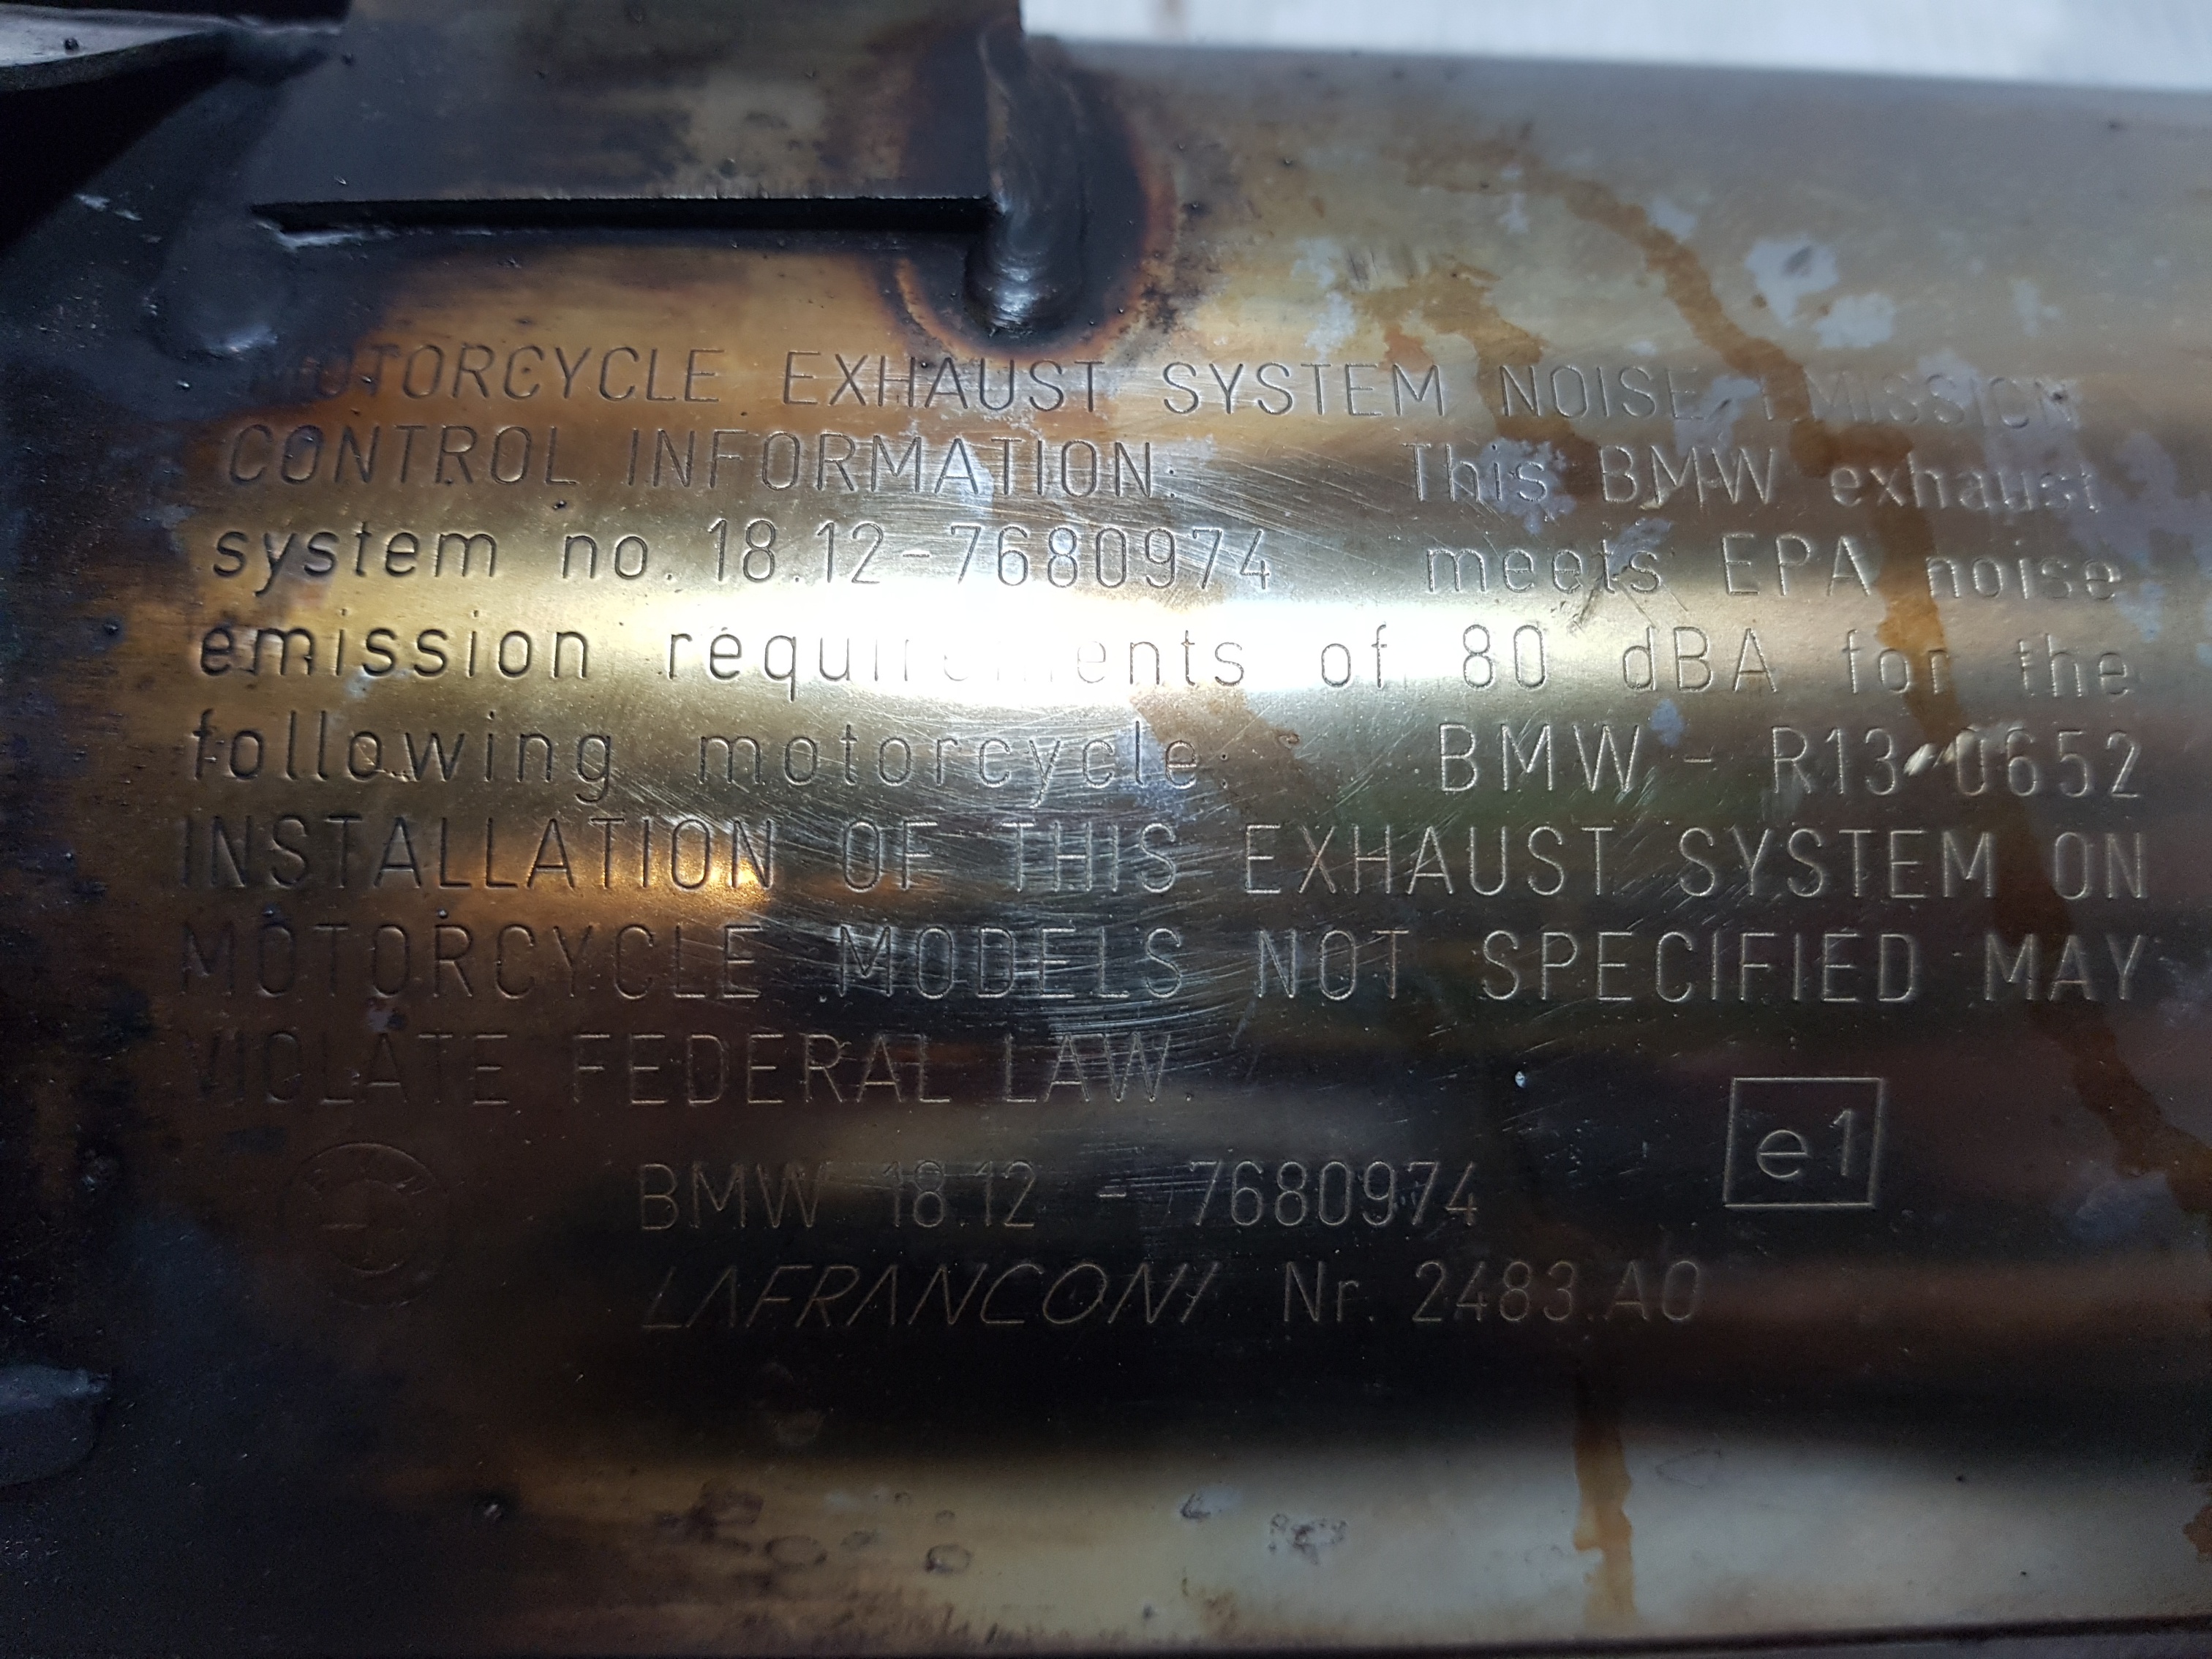 MOTORCYCLE EXHAUST SYSTEM NOISE EMISSION
CONTROL INFORMATION: This BMW exhaust
system no. 18.12-7680974 meets EPA noise
emission requirements of 80 dBA for the
following motorcycle: BMW - R13 0652
INSTALLATION OF THIS EXHAUST SYSTEM ON
MOTORCYCLE MODELS NOT SPECIFIED MAY
VIOLATE FEDERAL LAW.
BMW 18.12 - 7680974 e1
LAFRANCONI Nr. 2483.A0